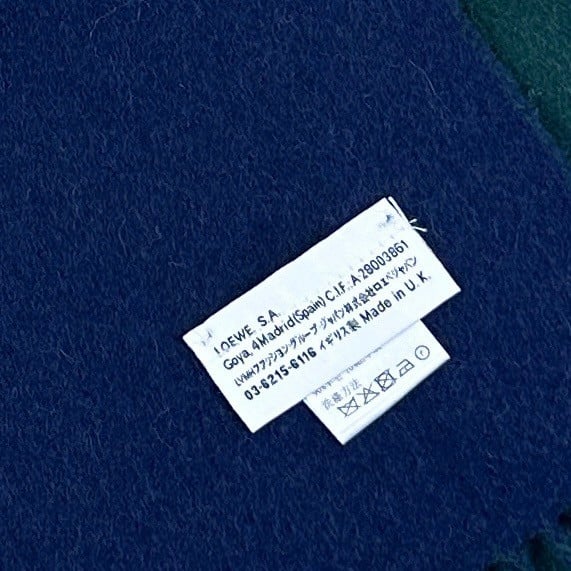 LOEWE, S.A.
Goya, 4Madrid(Spain) C.I.F. A-28003861
LVMHファッション・グループ・ジャパン株式会社ロエベジャパン
03-6215-6116 イギリス製 Made in U.K.
洗濯方法